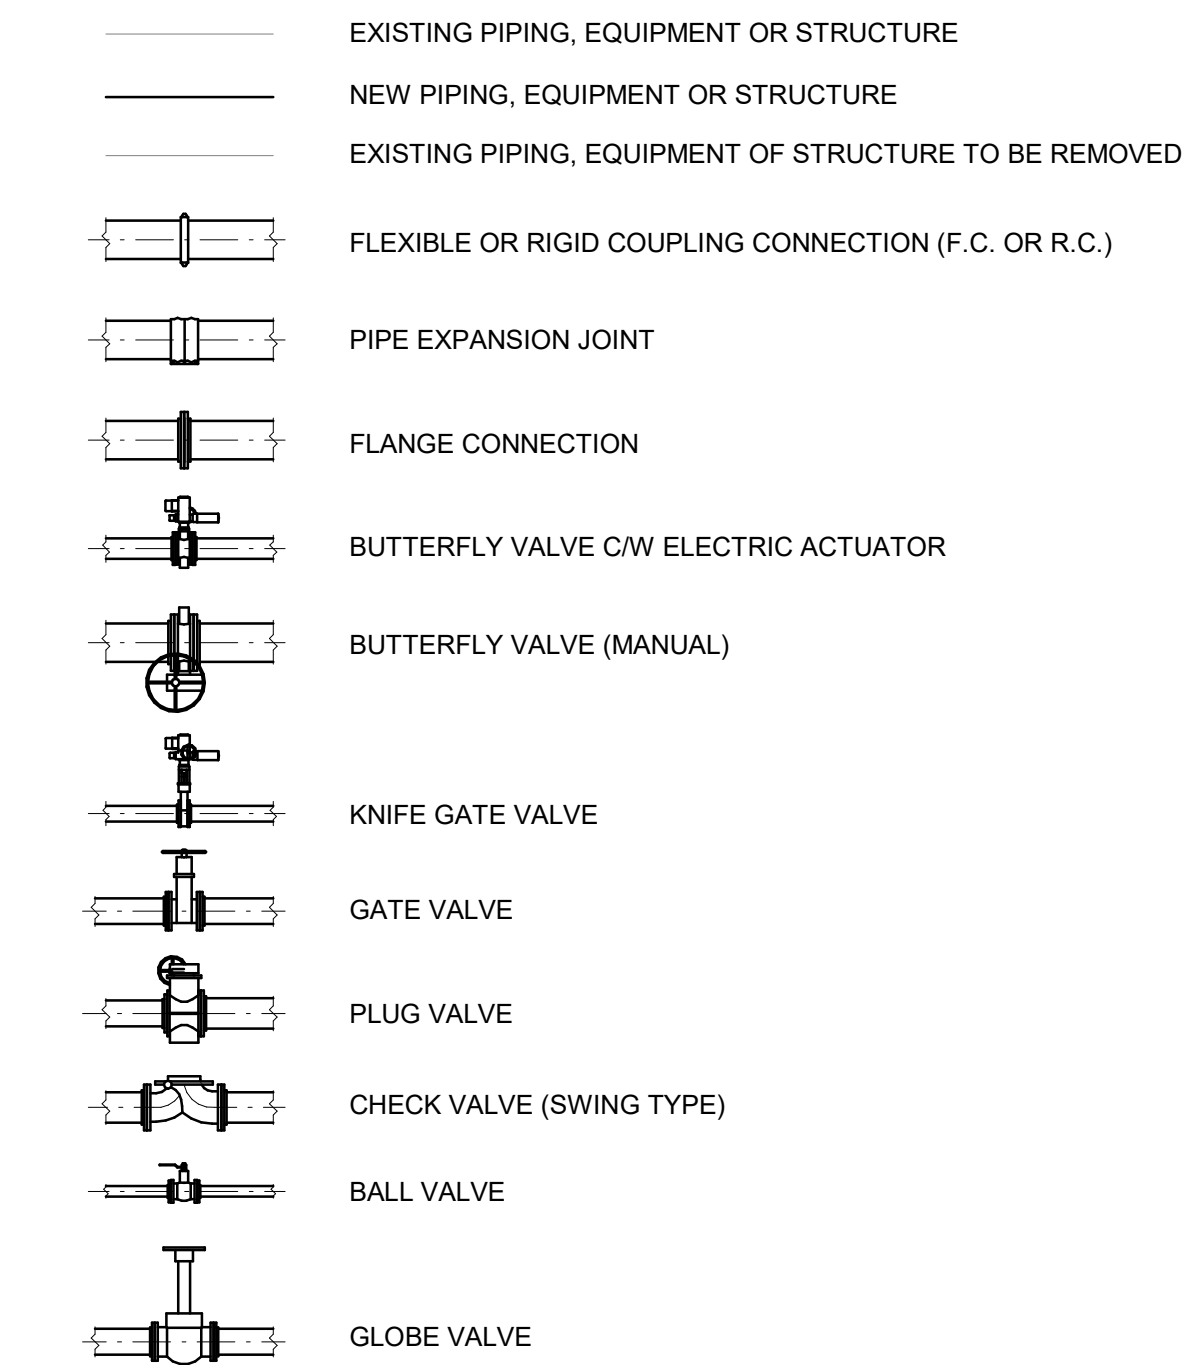 EXISTING PIPING, EQUIPMENT OR STRUCTURE
NEW PIPING, EQUIPMENT OR STRUCTURE
EXISTING PIPING, EQUIPMENT OF STRUCTURE TO BE REMOVED
FLEXIBLE OR RIGID COUPLING CONNECTION (F.C. OR R.C.)
PIPE EXPANSION JOINT
FLANGE CONNECTION
BUTTERFLY VALVE C/W ELECTRIC ACTUATOR
BUTTERFLY VALVE (MANUAL)
KNIFE GATE VALVE
GATE VALVE
PLUG VALVE
CHECK VALVE (SWING TYPE)
BALL VALVE
GLOBE VALVE